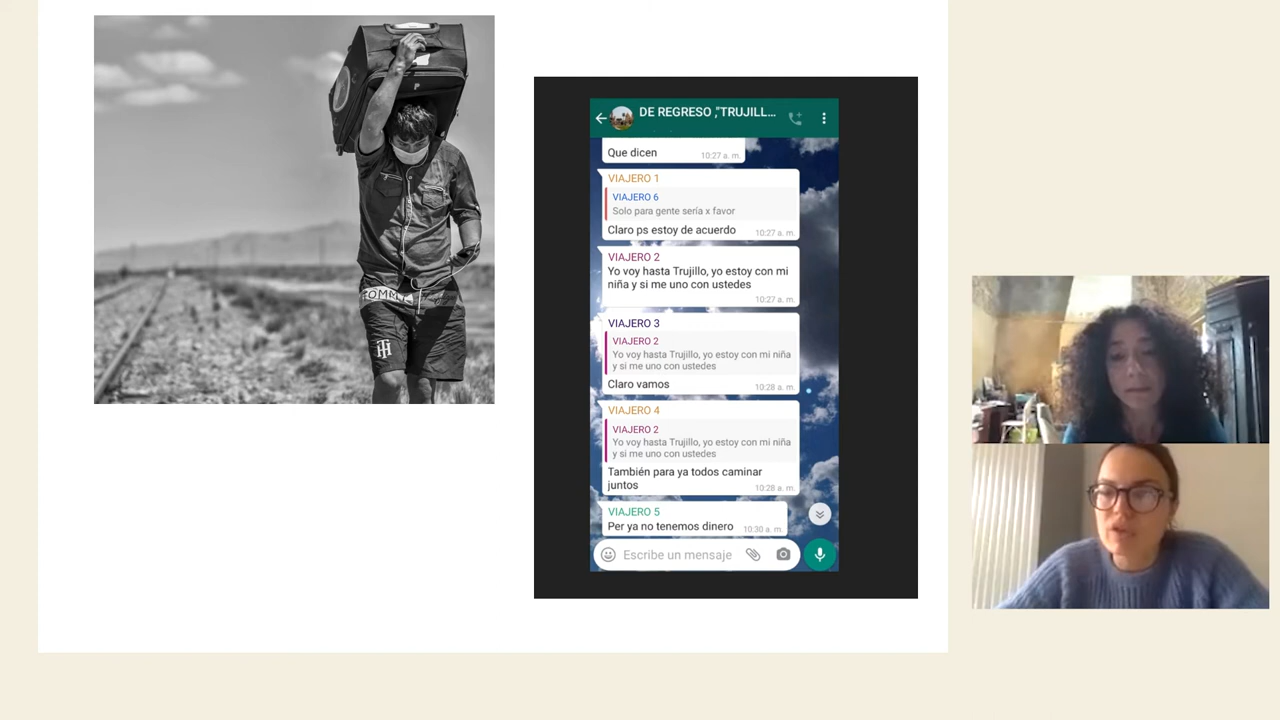 TOMMY
TH
DE REGRESO ,"TRUJILL...
Que dicen
10:27 a. m.
VIAJERO 1
VIAJERO 6
Solo para gente sería x favor
Claro ps estoy de acuerdo
10:27 a. m.
VIAJERO 2
Yo voy hasta Trujillo, yo estoy con mi
niña y si me uno con ustedes
10:27 a. m.
VIAJERO 3
VIAJERO 2
Yo voy hasta Trujillo, yo estoy con mi niña
y si me uno con ustedes
Claro vamos
10:28 a. m.
VIAJERO 4
VIAJERO 2
Yo voy hasta Trujillo, yo estoy con mi niña
y si me uno con ustedes
También para ya todos caminar
juntos
10:28 a. m.
VIAJERO 5
Per ya no tenemos dinero
10:30 a. m.
Escribe un mensaje